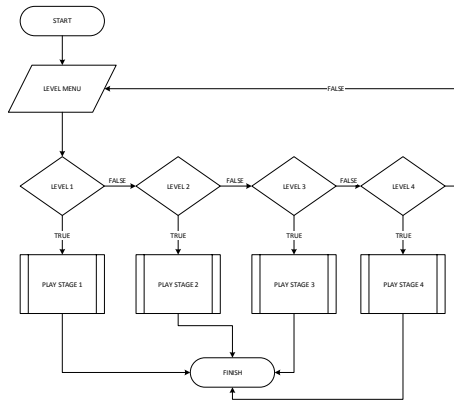 START
LEVEL MENU
FALSE
LEVEL 1
FALSE
LEVEL 2
FALSE
LEVEL 3
FALSE
LEVEL 4
TRUE
TRUE
TRUE
TRUE
PLAY STAGE 1
PLAY STAGE 2
PLAY STAGE 3
PLAY STAGE 4
FINISH